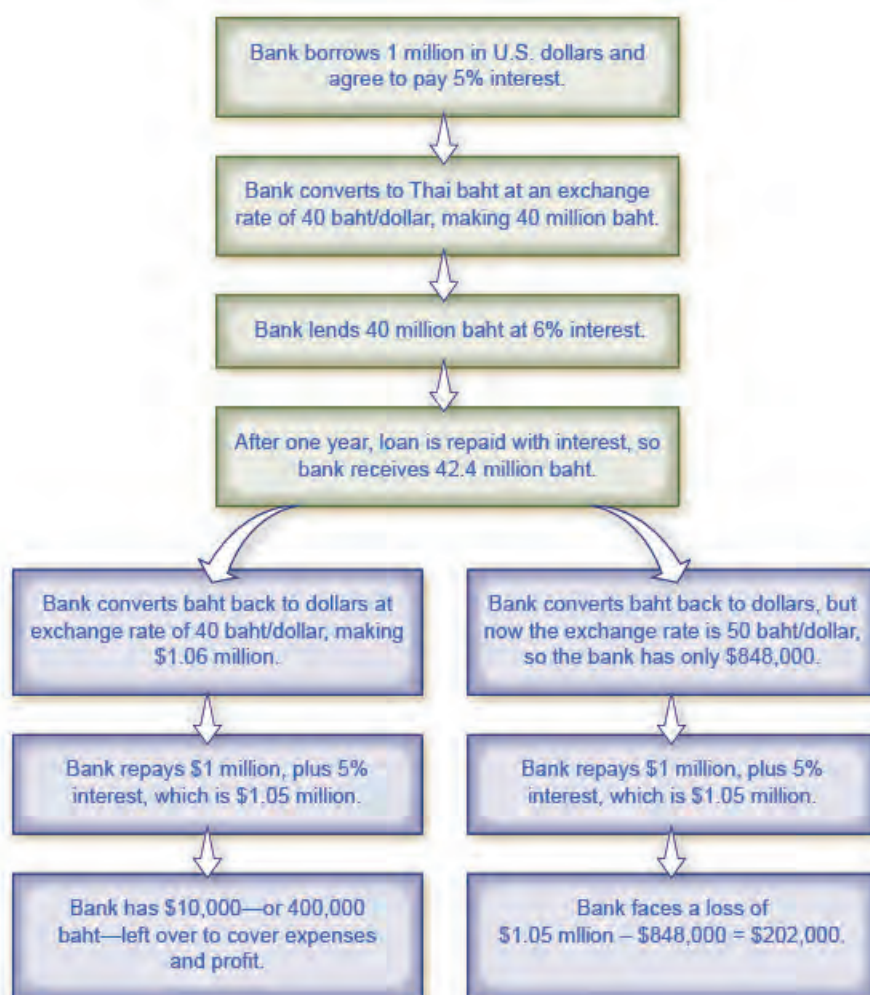 Bank borrows 1 million in U.S. dollars and
agree to pay 5% interest.
Bank converts to Thai baht at an exchange
rate of 40 baht/dollar, making 40 million baht.
Bank lends 40 million baht at 6% interest.
After one year, loan is repaid with interest, so
bank receives 42.4 million baht.
Bank converts baht back to dollars at
exchange rate of 40 baht/dollar, making
$1.06 million.
Bank repays $1 million, plus 5%
interest, which is $1.05 million.
Bank has $10,000—or 400,000
baht—left over to cover expenses
and profit.
Bank converts baht back to dollars, but
now the exchange rate is 50 baht/dollar,
so the bank has only $848,000.
Bank repays $1 million, plus 5%
interest, which is $1.05 million.
Bank faces a loss of
$1.05 mllion – $848,000 = $202,000.